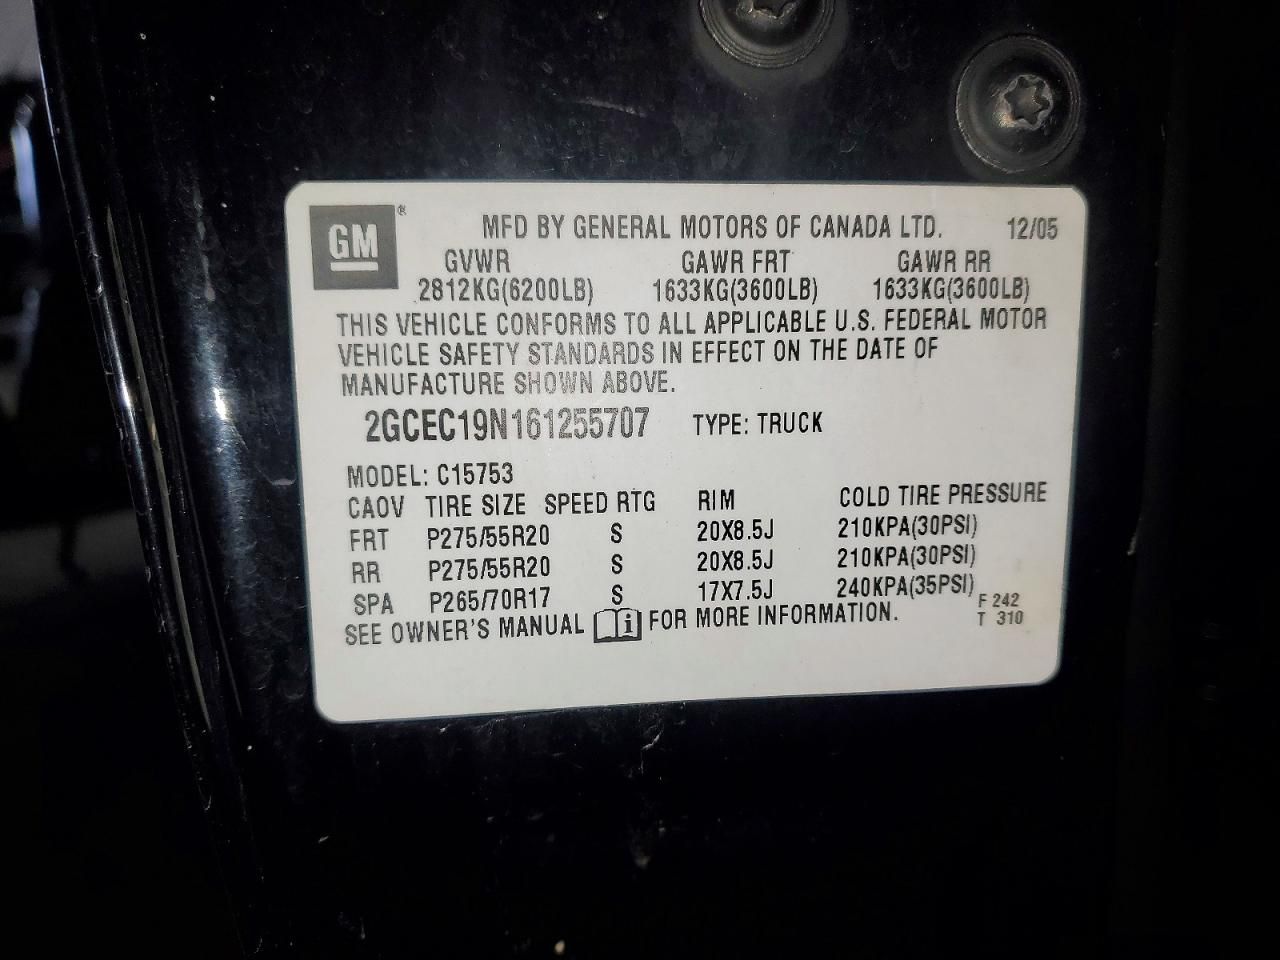 GM®
MFD BY GENERAL MOTORS OF CANADA LTD. 12/05
GVWR GAWR FRT GAWR RR
2812KG(6200LB) 1633KG(3600LB) 1633KG(3600LB)
THIS VEHICLE CONFORMS TO ALL APPLICABLE U.S. FEDERAL MOTOR
VEHICLE SAFETY STANDARDS IN EFFECT ON THE DATE OF
MANUFACTURE SHOWN ABOVE.
2GCEC19N161255707 TYPE: TRUCK
MODEL: C15753
CAOV TIRE SIZE SPEED RTG RIM COLD TIRE PRESSURE
FRT P275/55R20 S 20X8.5J 210KPA(30PSI)
RR P275/55R20 S 20X8.5J 210KPA(30PSI)
SPA P265/70R17 S 17X7.5J 240KPA(35PSI)
SEE OWNER'S MANUAL i FOR MORE INFORMATION.
F 242
T 310